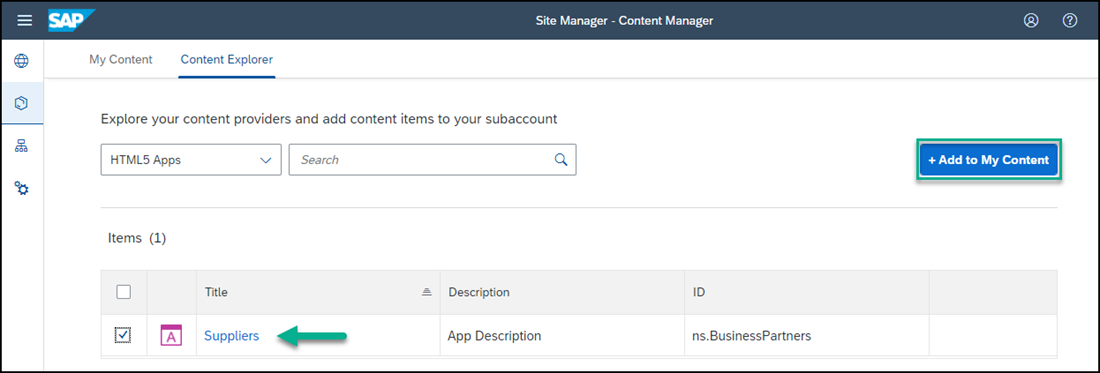 SAP Site Manager - Content Manager ?
My Content Content Explorer
Explore your content providers and add content items to your subaccount
HTML5 Apps Search + Add to My Content
Items (1)
Title Description ID
A Suppliers App Description ns.BusinessPartners